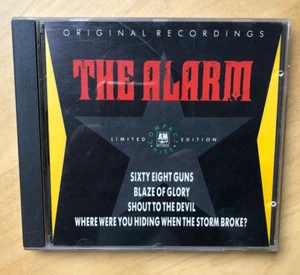 ORIGINAL RECORDINGS
THE ALARM
LIMITED EDITION
COMPACT
A&M
SIXTY EIGHT GUNS
BLAZE OF GLORY
SHOUT TO THE DEVIL
WHERE WERE YOU HIDING WHEN THE STORM BROKE?